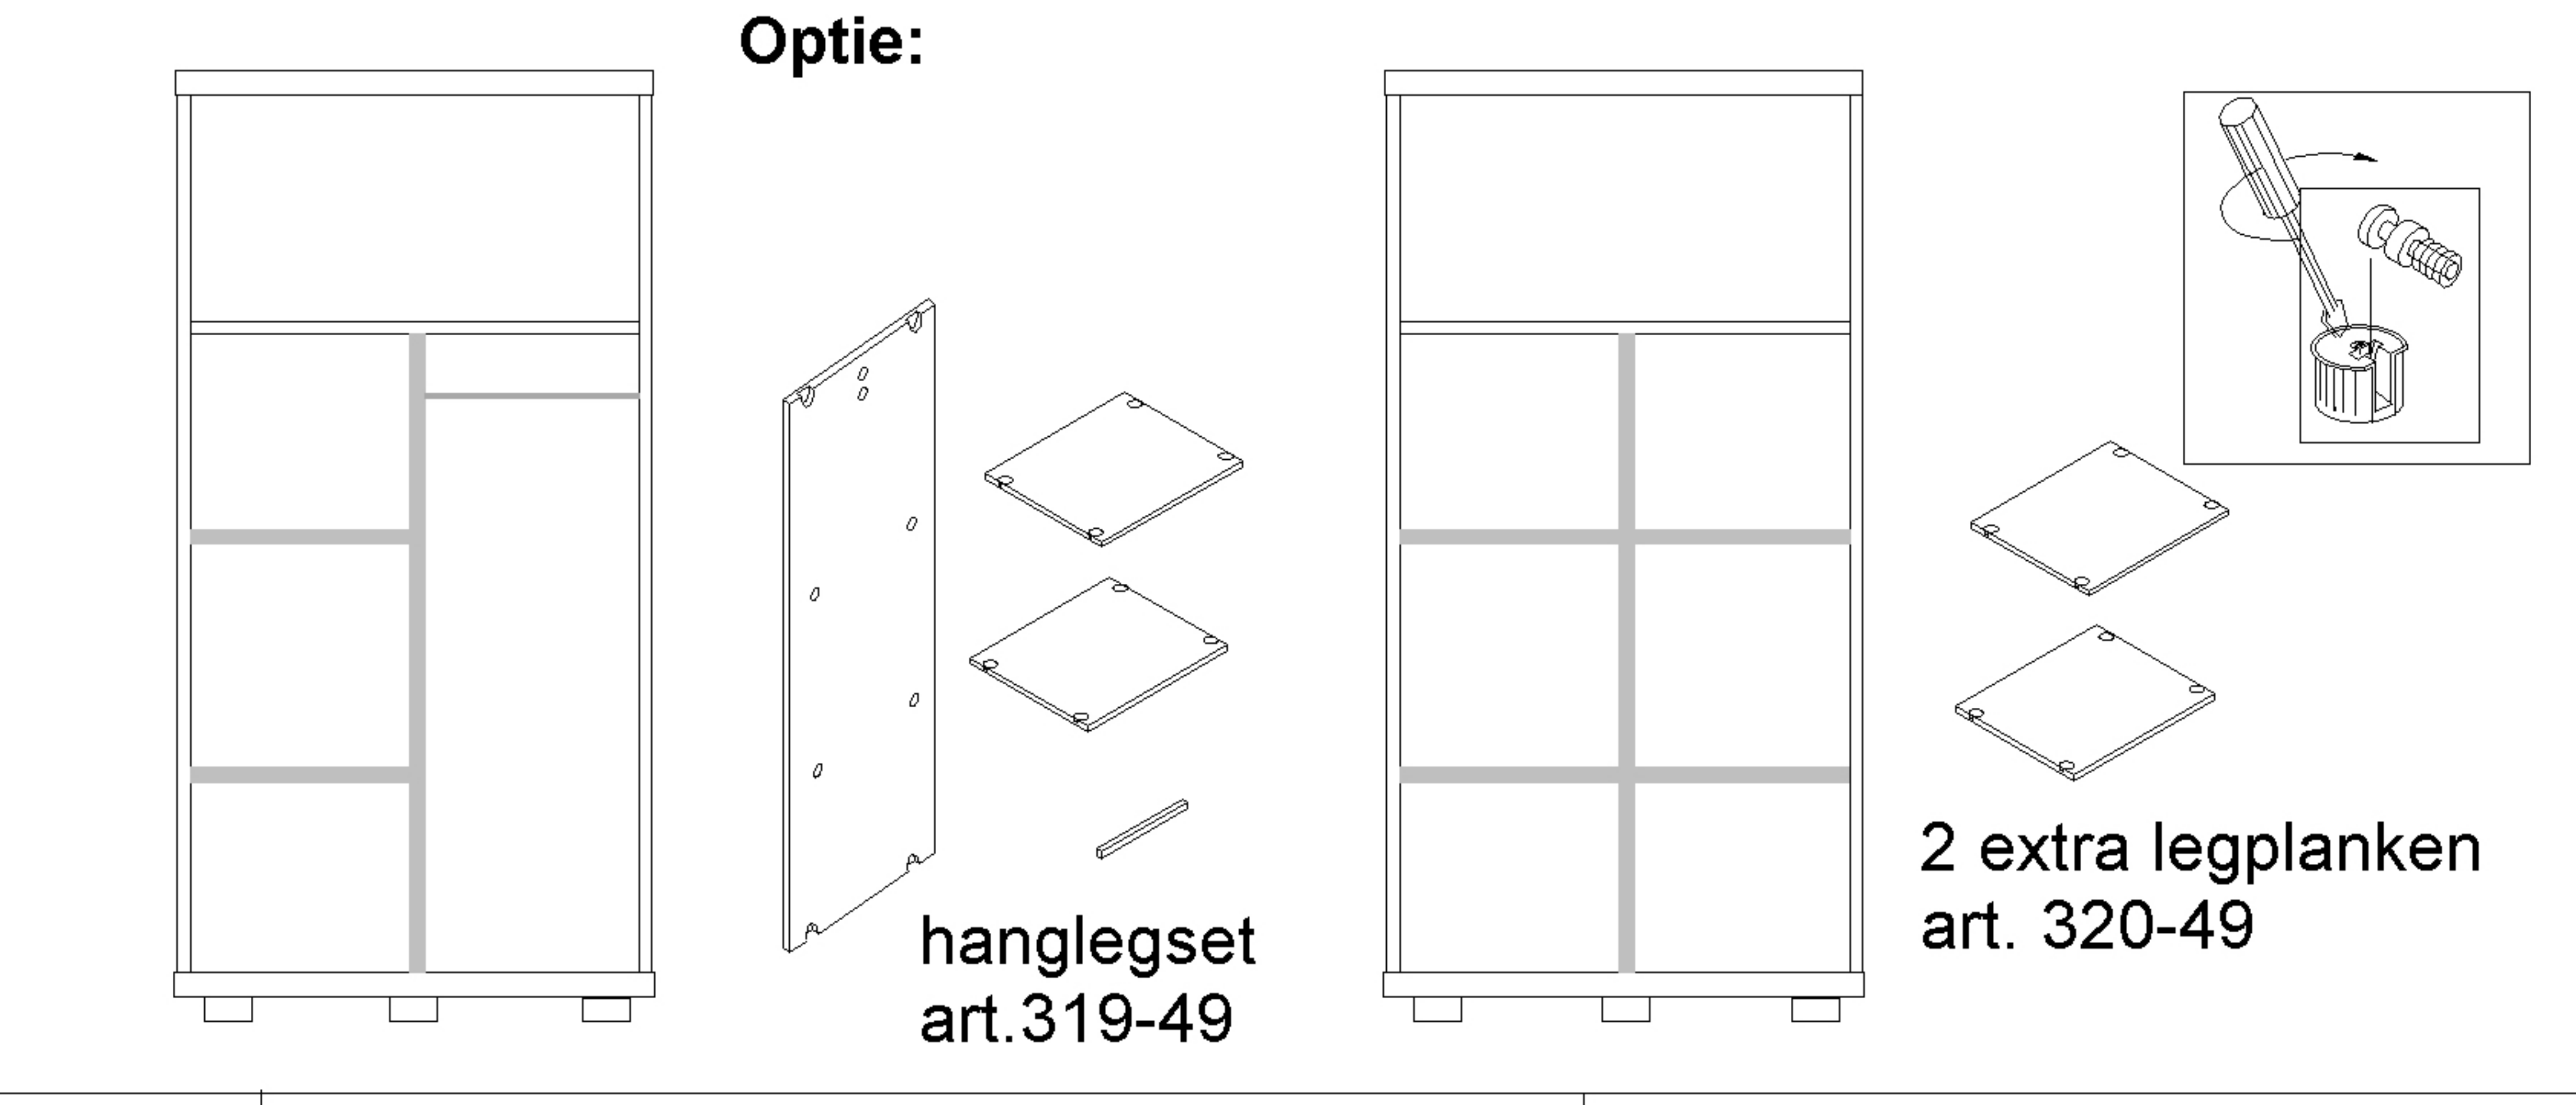 Optie:
hanglegset
art.319-49
2 extra legplanken
art. 320-49